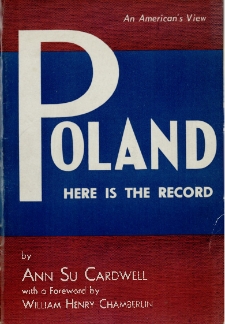 An American's View
POLAND
HERE IS THE RECORD
by
ANN SU CARDWELL
with a Foreword by
WILLIAM HENRY CHAMBERLIN